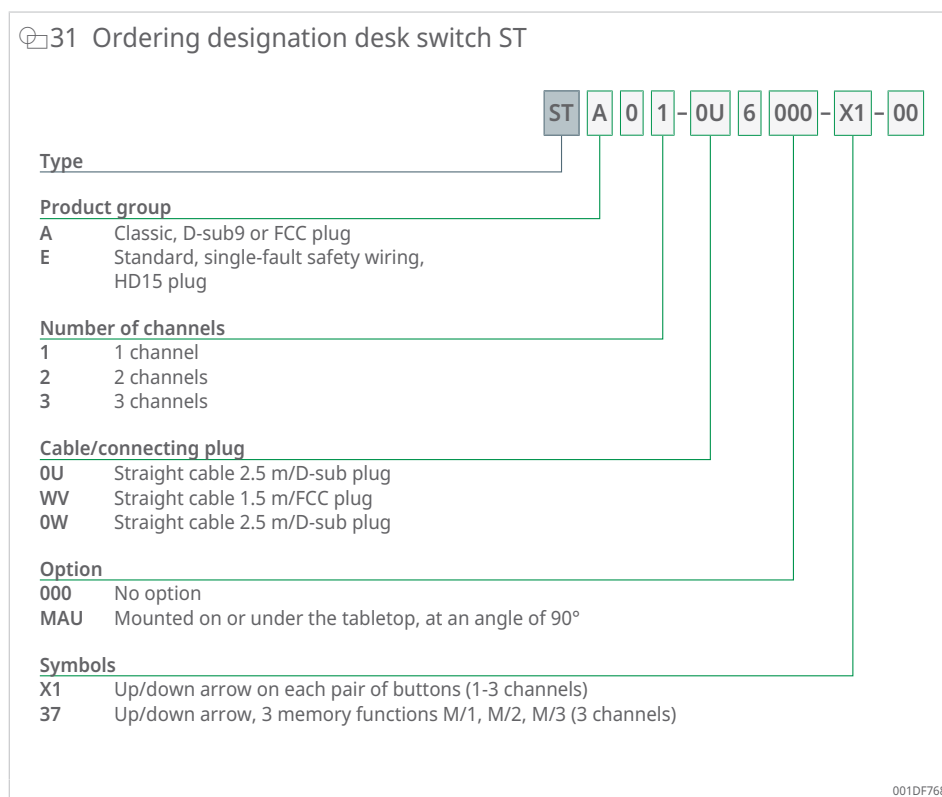 31 Ordering designation desk switch ST
ST A 0 1 - 0U 6 000 - X1 - 00
Type
Product group
A Classic, D-sub9 or FCC plug
E Standard, single-fault safety wiring,
HD15 plug
Number of channels
1 1 channel
2 2 channels
3 3 channels
Cable/connecting plug
0U Straight cable 2.5 m/D-sub plug
WV Straight cable 1.5 m/FCC plug
0W Straight cable 2.5 m/D-sub plug
Option
000 No option
MAU Mounted on or under the tabletop, at an angle of 90°
Symbols
X1 Up/down arrow on each pair of buttons (1-3 channels)
37 Up/down arrow, 3 memory functions M/1, M/2, M/3 (3 channels)
001DF768